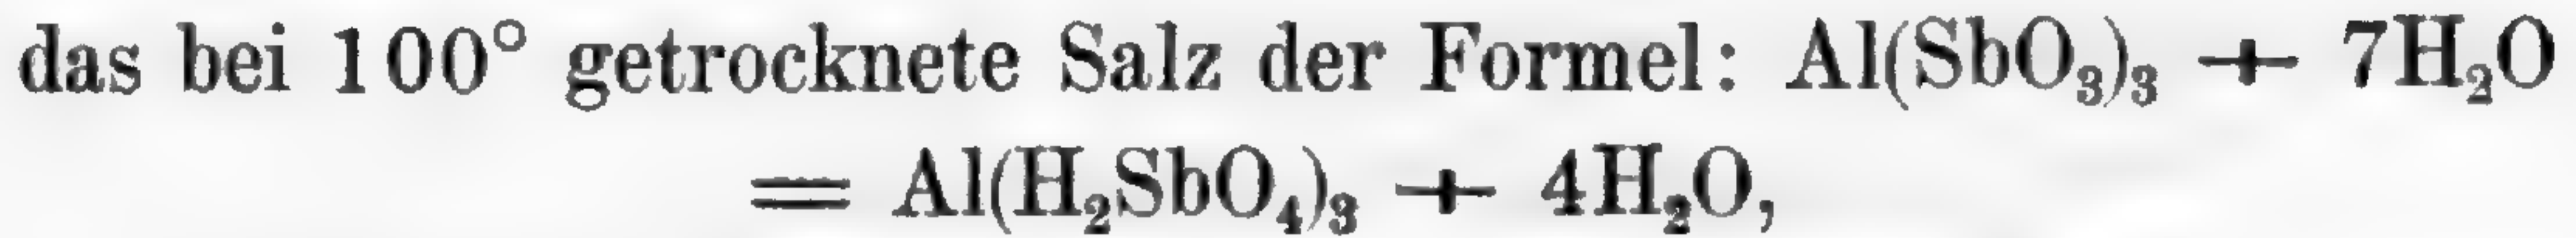 das bei 100° getrocknete Salz der Formel: Al(SbO₃)₃ + 7H₂O
= Al(H₂SbO₄)₃ + 4H₂O,